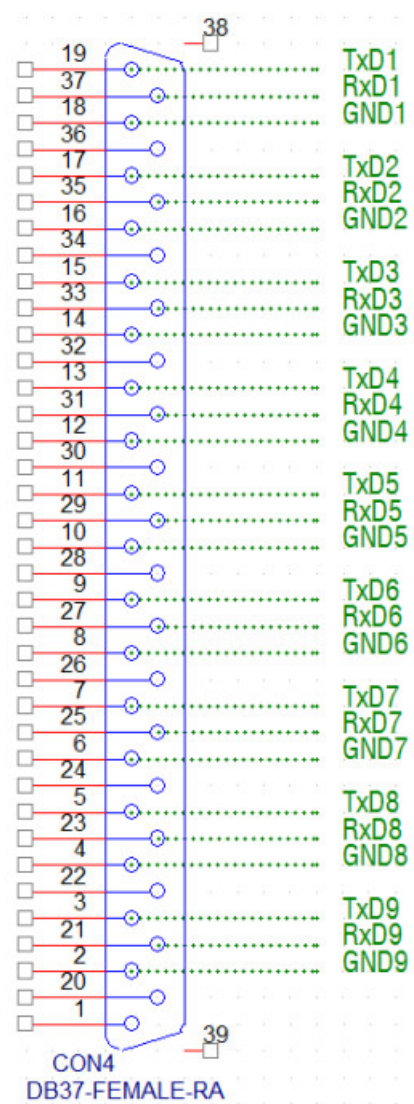 38
19 TxD1
37 RxD1
18 GND1
36
17 TxD2
35 RxD2
16 GND2
34
15 TxD3
33 RxD3
14 GND3
32
13 TxD4
31 RxD4
12 GND4
30
11 TxD5
29 RxD5
10 GND5
28
9 TxD6
27 RxD6
8 GND6
26
7 TxD7
25 RxD7
6 GND7
24
5 TxD8
23 RxD8
4 GND8
22
3 TxD9
21 RxD9
2 GND9
20
1
39
CON4
DB37-FEMALE-RA